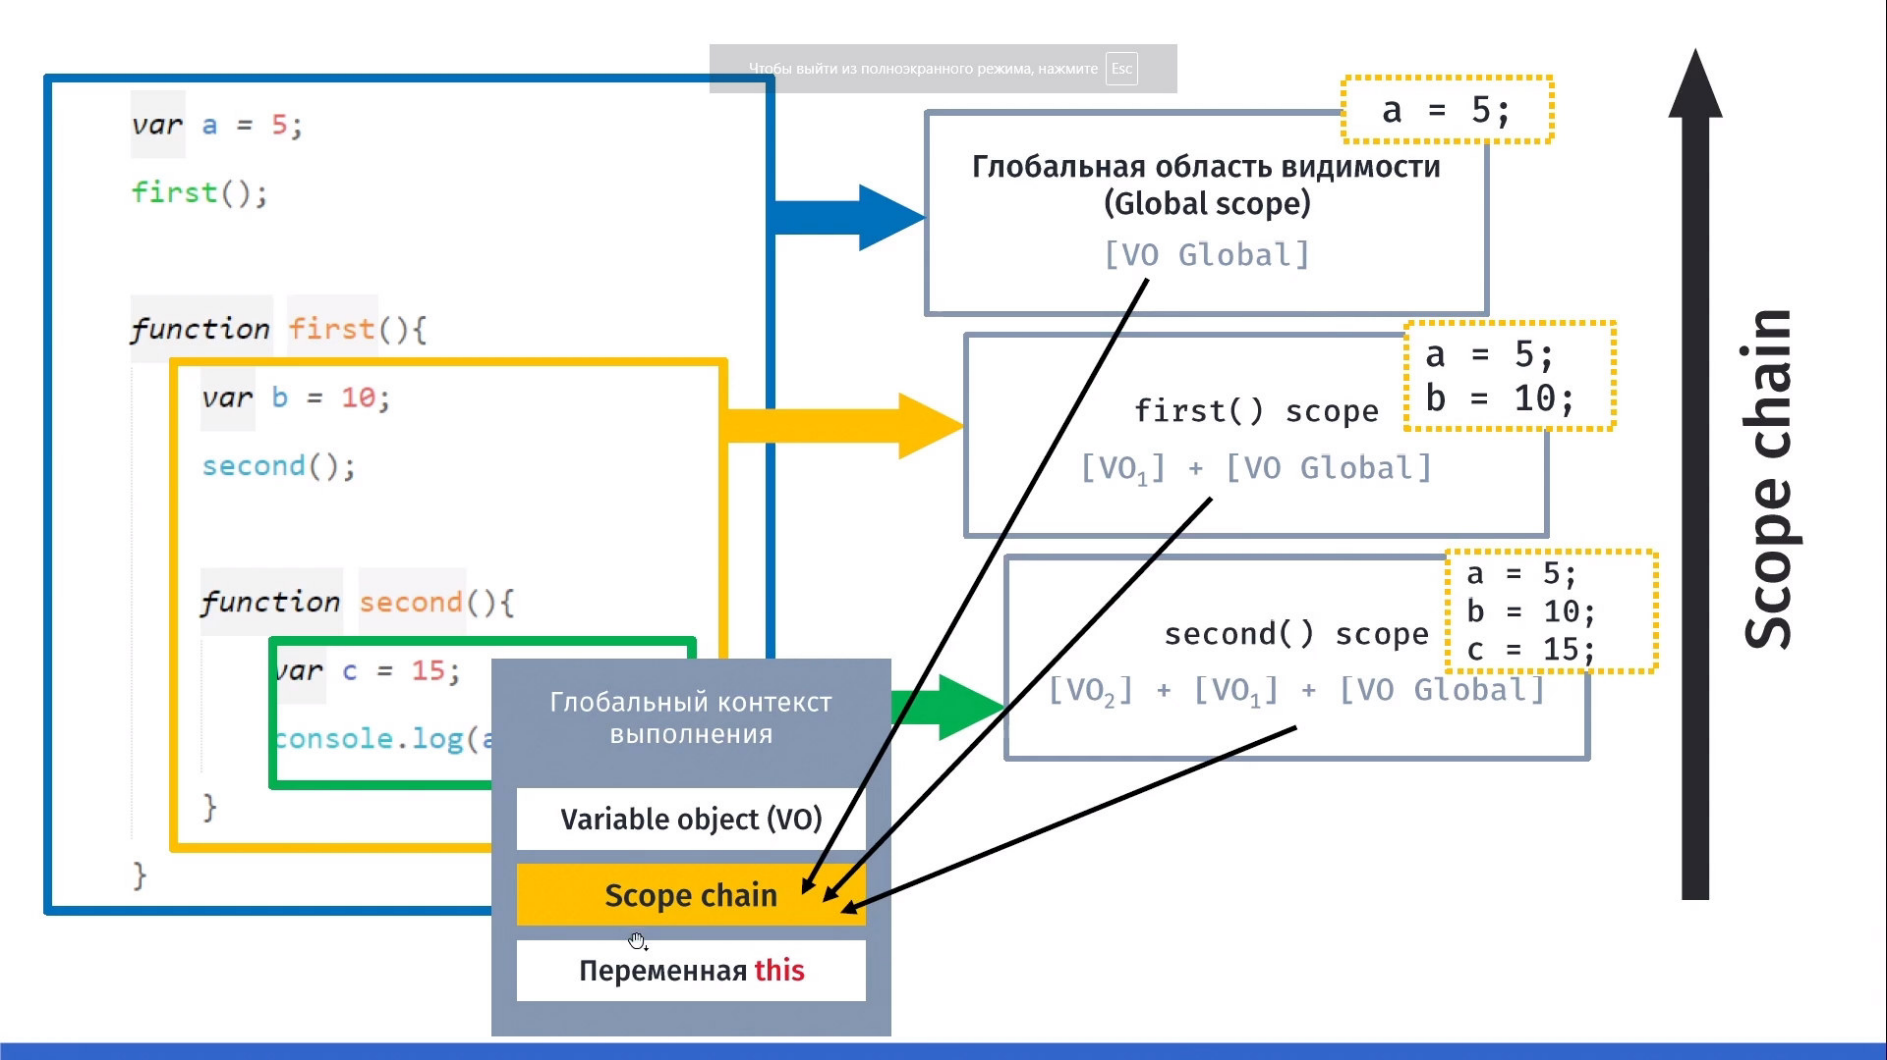 Чтобы выйти из полноэкранного режима, нажмите Esc
var a = 5;
first();
function first(){
var b = 10;
second();
function second(){
var c = 15;
console.log(a
}
}
Глобальная область видимости
(Global scope)
[VO Global]
a = 5;
first() scope
[VO₁] + [VO Global]
a = 5;
b = 10;
second() scope
[VO₂] + [VO₁] + [VO Global]
a = 5;
b = 10;
c = 15;
Глобальный контекст
выполнения
Variable object (VO)
Scope chain
Переменная this
Scope chain